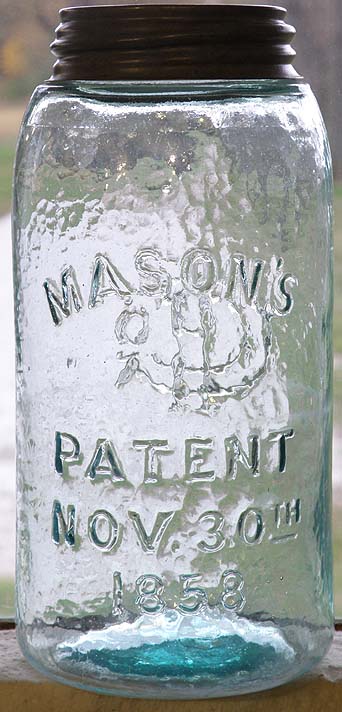 MASON'S
PATENT
NOV. 30TH
1858